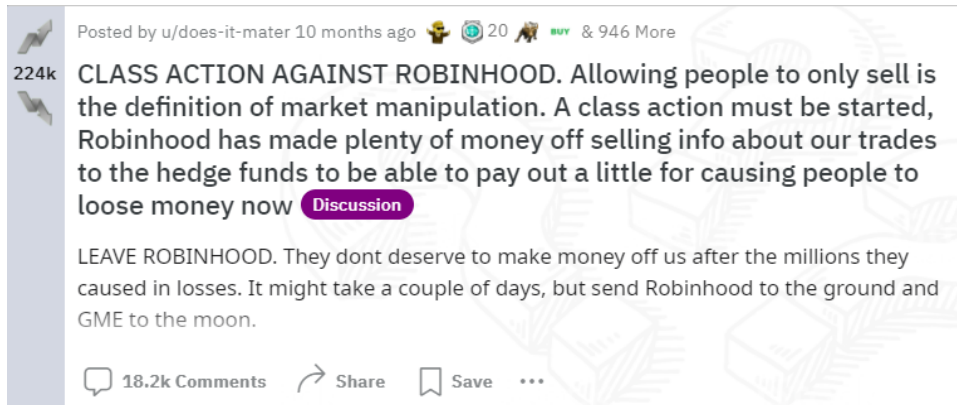 Posted by u/does-it-mater 10 months ago 20 BUY & 946 More
224k
CLASS ACTION AGAINST ROBINHOOD. Allowing people to only sell is
the definition of market manipulation. A class action must be started,
Robinhood has made plenty of money off selling info about our trades
to the hedge funds to be able to pay out a little for causing people to
loose money now Discussion
LEAVE ROBINHOOD. They dont deserve to make money off us after the millions they
caused in losses. It might take a couple of days, but send Robinhood to the ground and
GME to the moon.
18.2k Comments Share Save